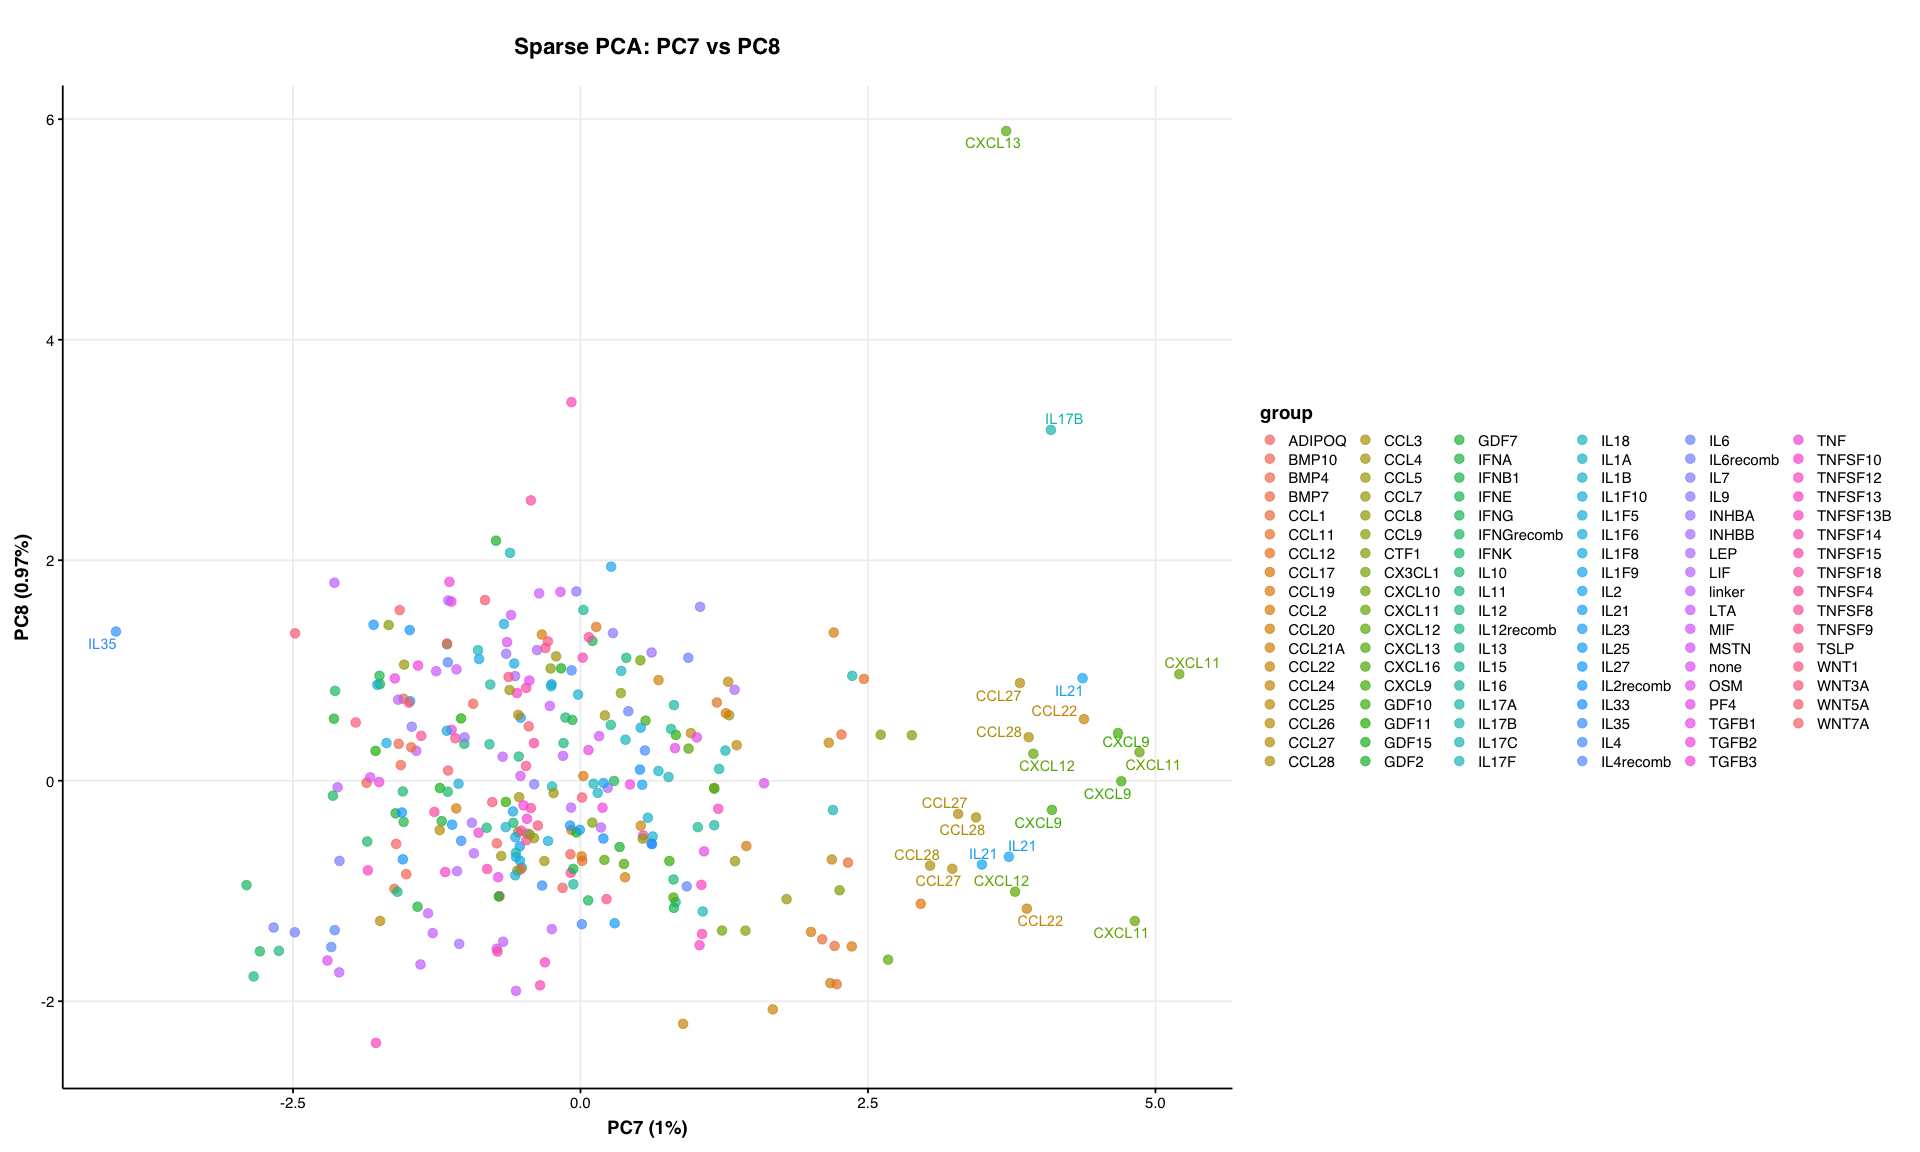 Sparse PCA: PC7 vs PC8
6
4
2
0
-2
PC8 (0.97%)
-2.5
0.0
2.5
5.0
PC7 (1%)
CXCL13
IL17B
IL35
CXCL11
CCL27
IL21
CCL22
CCL28
CXCL9
CXCL12
CXCL11
CXCL9
CCL27
CCL28
CXCL9
CCL28
IL21
IL21
CCL27
CXCL12
CCL22
CXCL11
group
ADIPOQ
BMP10
BMP4
BMP7
CCL1
CCL11
CCL12
CCL17
CCL19
CCL2
CCL20
CCL21A
CCL22
CCL24
CCL25
CCL26
CCL27
CCL28
CCL3
CCL4
CCL5
CCL7
CCL8
CCL9
CTF1
CX3CL1
CXCL10
CXCL11
CXCL12
CXCL13
CXCL16
CXCL9
GDF10
GDF11
GDF15
GDF2
GDF7
IFNA
IFNB1
IFNE
IFNG
IFNGrecomb
IFNK
IL10
IL11
IL12
IL12recomb
IL13
IL15
IL16
IL17A
IL17B
IL17C
IL17F
IL18
IL1A
IL1B
IL1F10
IL1F5
IL1F6
IL1F8
IL1F9
IL2
IL21
IL23
IL25
IL27
IL2recomb
IL33
IL35
IL4
IL4recomb
IL6
IL6recomb
IL7
IL9
INHBA
INHBB
LEP
LIF
linker
LTA
MIF
MSTN
none
OSM
PF4
TGFB1
TGFB2
TGFB3
TNF
TNFSF10
TNFSF12
TNFSF13
TNFSF13B
TNFSF14
TNFSF15
TNFSF18
TNFSF4
TNFSF8
TNFSF9
TSLP
WNT1
WNT3A
WNT5A
WNT7A